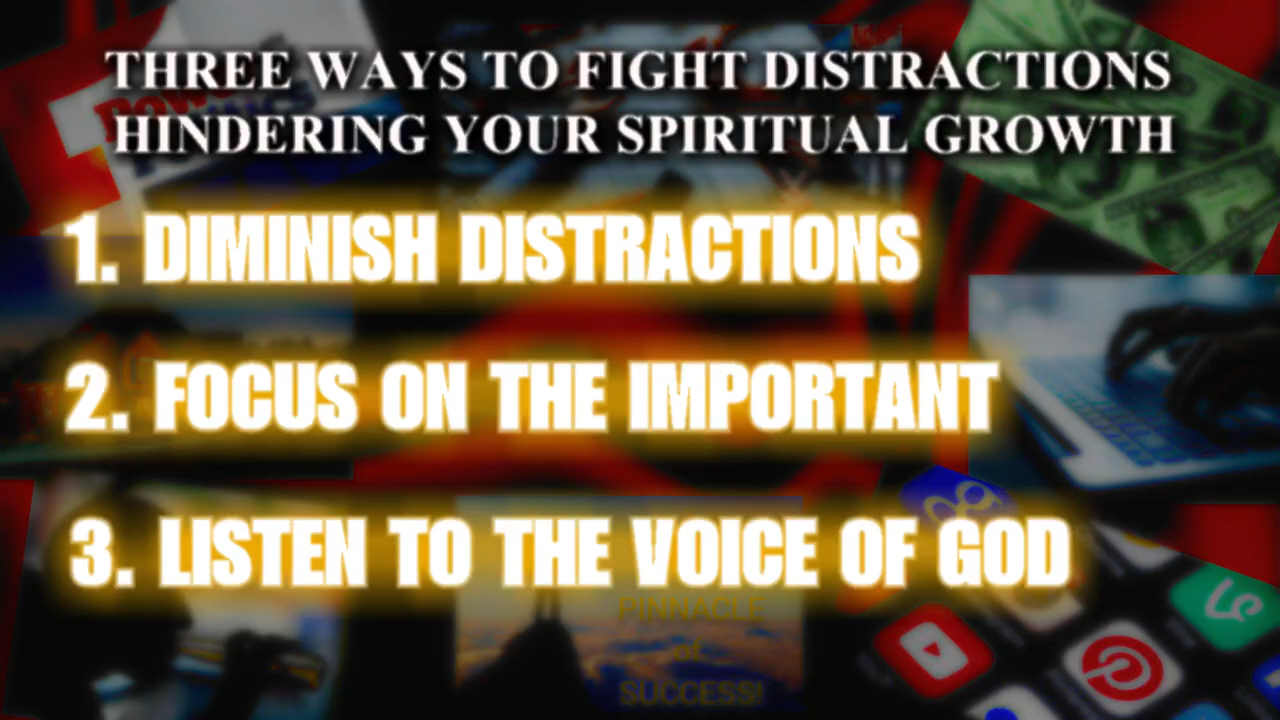 THREE WAYS TO FIGHT DISTRACTIONS
HINDERING YOUR SPIRITUAL GROWTH
1. DIMINISH DISTRACTIONS
2. FOCUS ON THE IMPORTANT
3. LISTEN TO THE VOICE OF GOD
PINNACLE
of
SUCCESS!